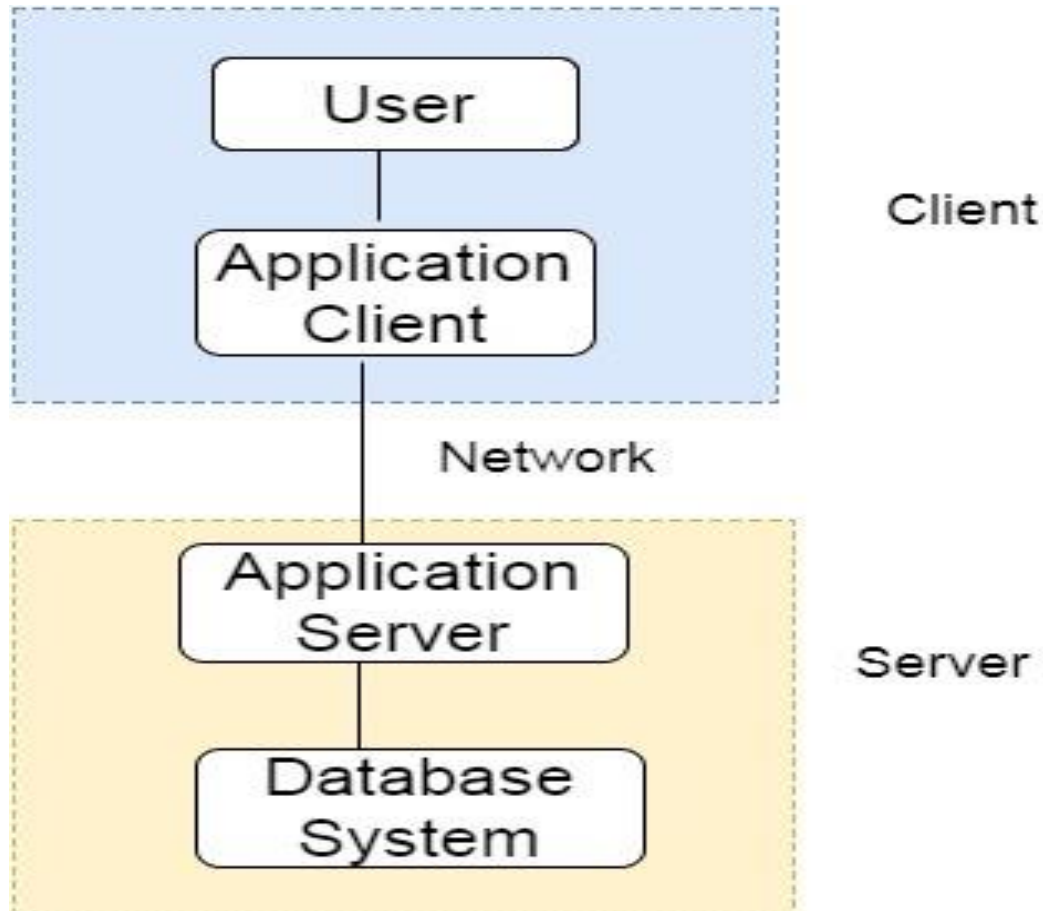 User
Client
Application
Client
Network
Application
Server
Server
Database
System